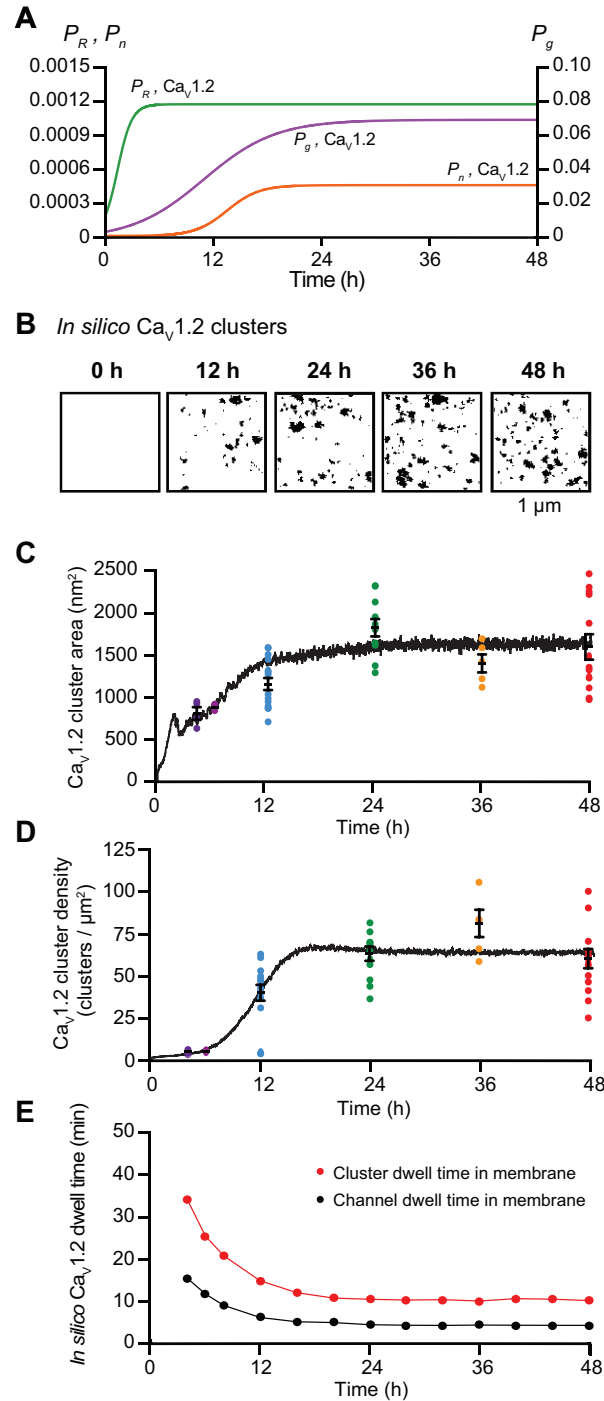 A
P_R , P_n
P_g
0.0015
0.10
P_R , Ca_V1.2
0.0012
0.08
0.0009
0.06
P_g , Ca_V1.2
0.0006
0.04
P_n , Ca_V1.2
0.0003
0.02
0
0
0 12 24 36 48
Time (h)
B In silico Ca_V1.2 clusters
0 h 12 h 24 h 36 h 48 h
1 µm
C
Ca_V1.2 cluster area (nm²)
2500
2000
1500
1000
500
0
0 12 24 36 48
Time (h)
D
Ca_V1.2 cluster density
(clusters / µm²)
125
100
75
50
25
0
0 12 24 36 48
Time (h)
E
In silico Ca_V1.2 dwell time (min)
50
40
30
20
10
0
Cluster dwell time in membrane
Channel dwell time in membrane
0 12 24 36 48
Time (h)